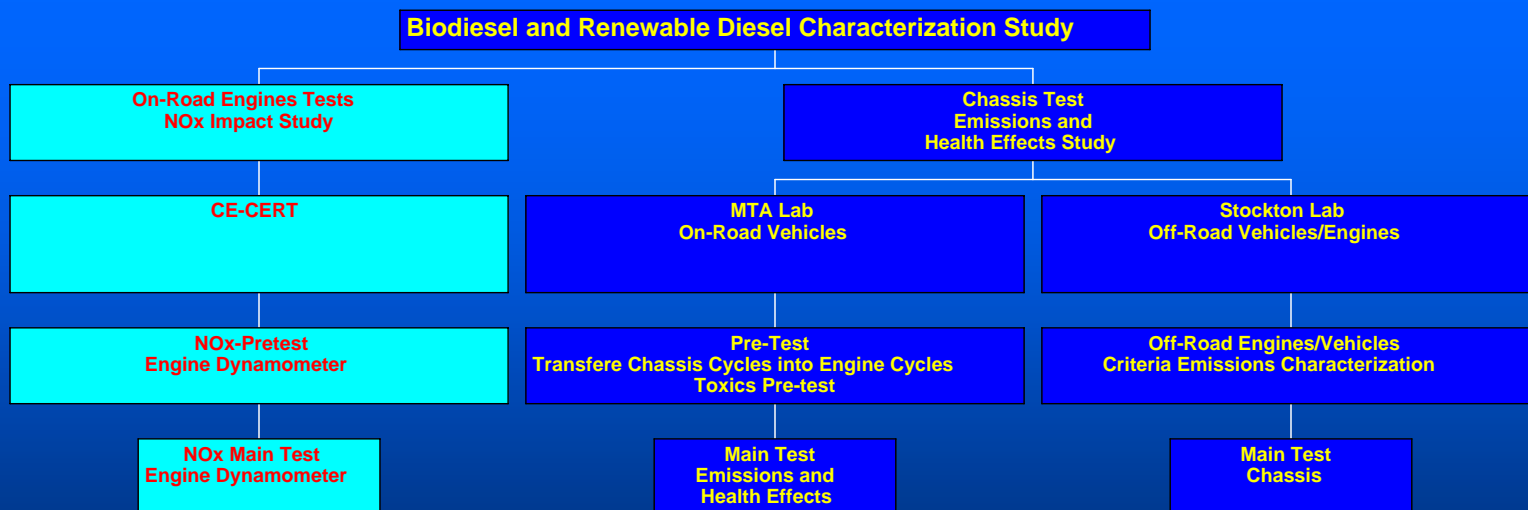 Biodiesel and Renewable Diesel Characterization Study
On-Road Engines Tests
NOx Impact Study
Chassis Test
Emissions and
Health Effects Study
CE-CERT
MTA Lab
On-Road Vehicles
Stockton Lab
Off-Road Vehicles/Engines
NOx-Pretest
Engine Dynamometer
Pre-Test
Transfere Chassis Cycles into Engine Cycles
Toxics Pre-test
Off-Road Engines/Vehicles
Criteria Emissions Characterization
NOx Main Test
Engine Dynamometer
Main Test
Emissions and
Health Effects
Main Test
Chassis